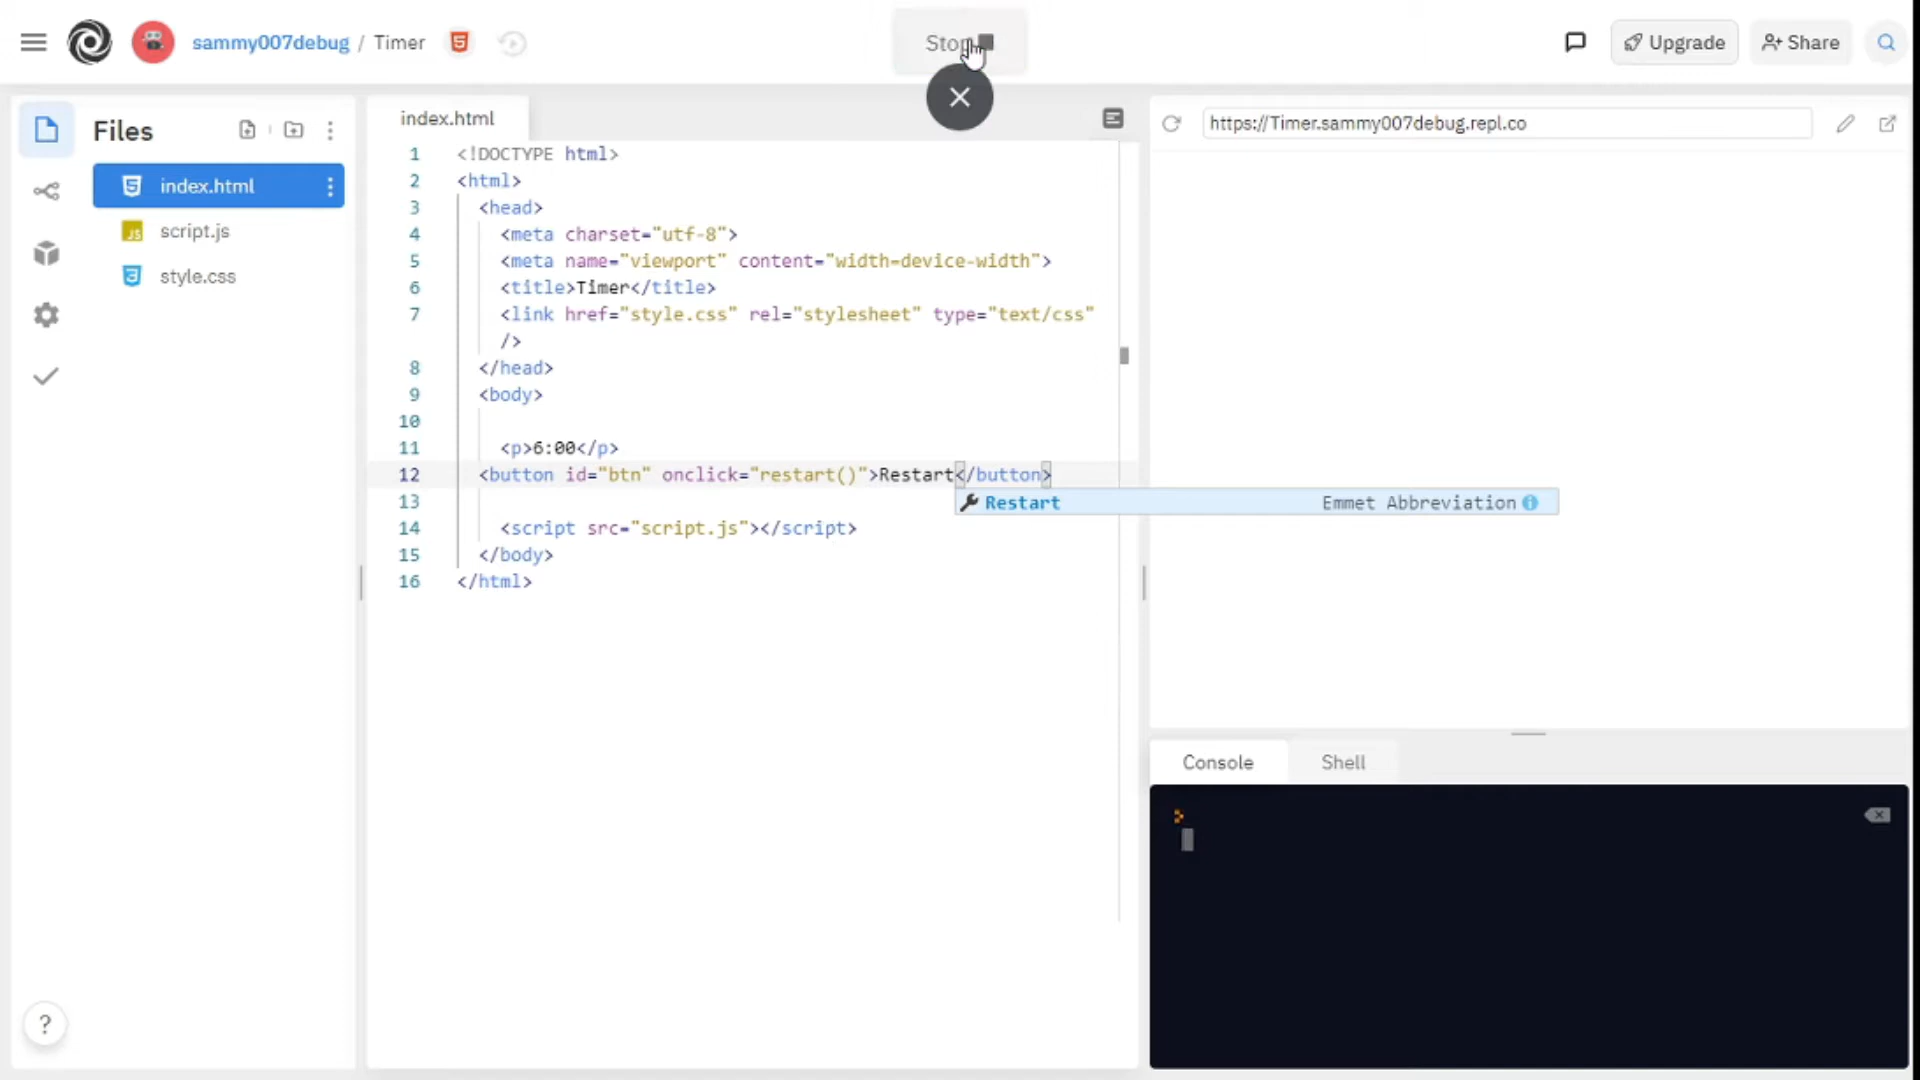 sammy007debug / Timer
Stop
Upgrade
Share
Files
index.html
script.js
style.css
index.html
1 <!DOCTYPE html>
2 <html>
3 <head>
4 <meta charset="utf-8">
5 <meta name="viewport" content="width=device-width">
6 <title>Timer</title>
7 <link href="style.css" rel="stylesheet" type="text/css"
/>
8 </head>
9 <body>
10
11 <p>6:00</p>
12 <button id="btn" onclick="restart()">Restart</button>
Restart Emmet Abbreviation
13
14 <script src="script.js"></script>
15 </body>
16 </html>
https://Timer.sammy007debug.repl.co
Console Shell